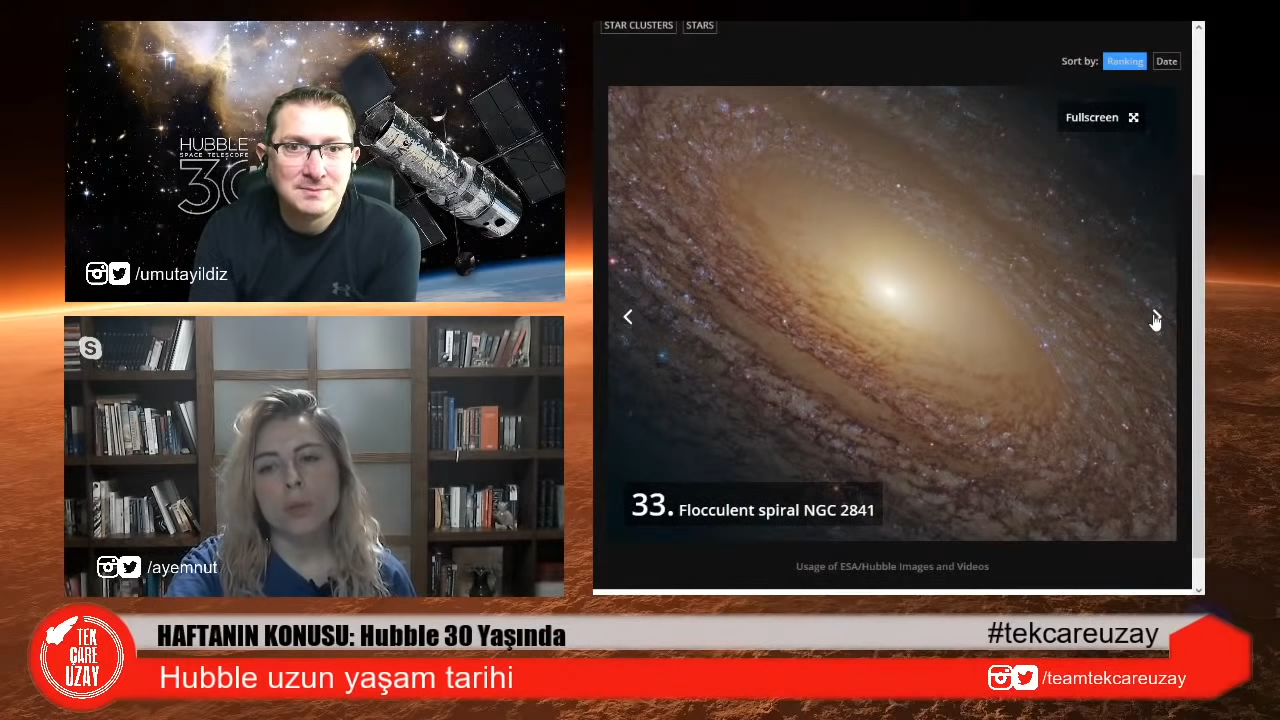 HUBBLE
SPACE TELESCOPE
30
/umutayildiz
S
/ayemnut
STAR CLUSTERS STARS
Sort by: Ranking Date
Fullscreen
33. Flocculent spiral NGC 2841
Usage of ESA/Hubble Images and Videos
TEK
ÇARE
UZAY
HAFTANIN KONUSU: Hubble 30 Yaşında
#tekcareuzay
Hubble uzun yaşam tarihi
/teamtekcareuzay